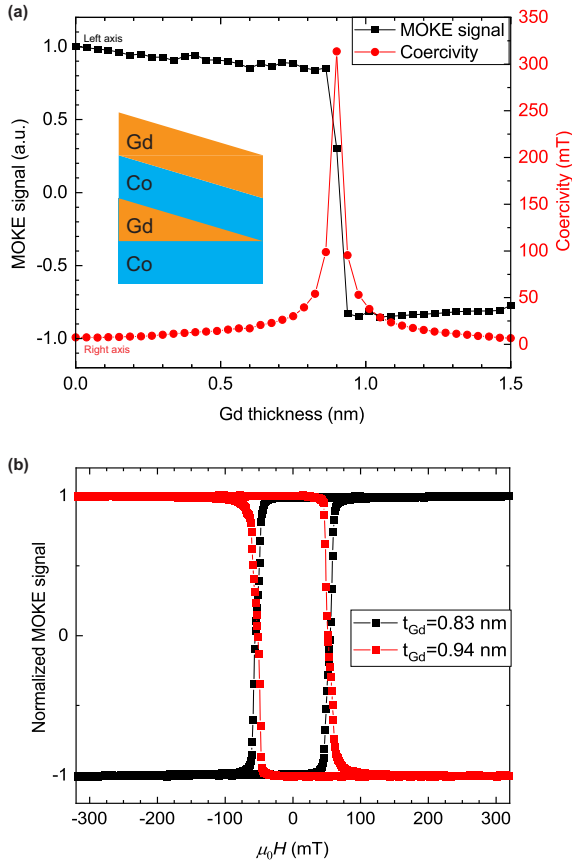 (a)
1.0
0.5
0.0
-0.5
-1.0
MOKE signal (a.u.)
Left axis
MOKE signal
Coercivity
Gd
Co
Gd
Co
Right axis
350
300
250
200
150
100
50
0
Coercivity (mT)
0.0
0.5
1.0
1.5
Gd thickness (nm)
(b)
1
0
-1
Normalized MOKE signal
t_Gd=0.83 nm
t_Gd=0.94 nm
-300
-200
-100
0
100
200
300
μ₀H (mT)